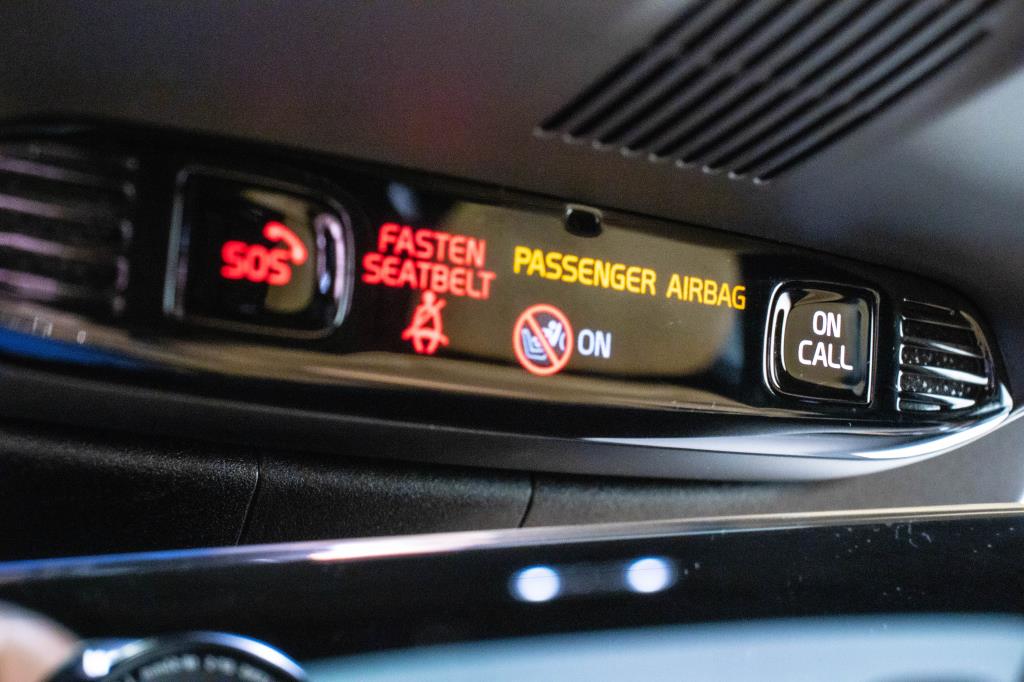 SOS
FASTEN
SEATBELT
PASSENGER AIRBAG
ON
ON
CALL